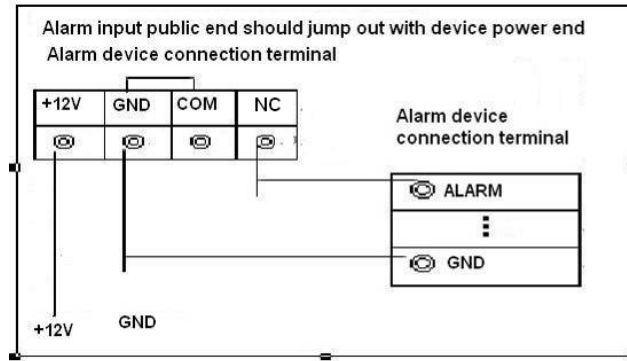 Alarm input public end should jump out with device power end
Alarm device connection terminal
+12V GND COM NC
Alarm device
connection terminal
ALARM
GND
+12V GND